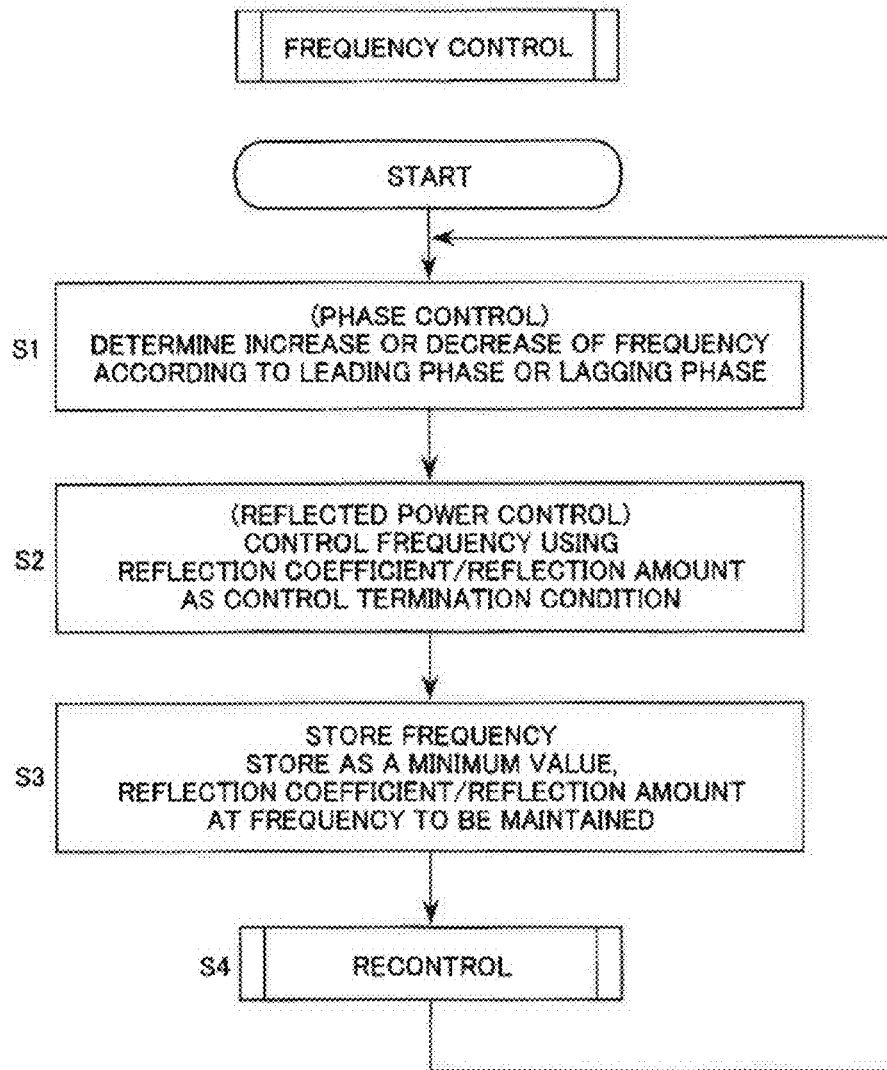 FREQUENCY CONTROL
START
S1
(PHASE CONTROL)
DETERMINE INCREASE OR DECREASE OF FREQUENCY
ACCORDING TO LEADING PHASE OR LAGGING PHASE
S2
(REFLECTED POWER CONTROL)
CONTROL FREQUENCY USING
REFLECTION COEFFICIENT/REFLECTION AMOUNT
AS CONTROL TERMINATION CONDITION
S3
STORE FREQUENCY
STORE AS A MINIMUM VALUE,
REFLECTION COEFFICIENT/REFLECTION AMOUNT
AT FREQUENCY TO BE MAINTAINED
S4
RECONTROL